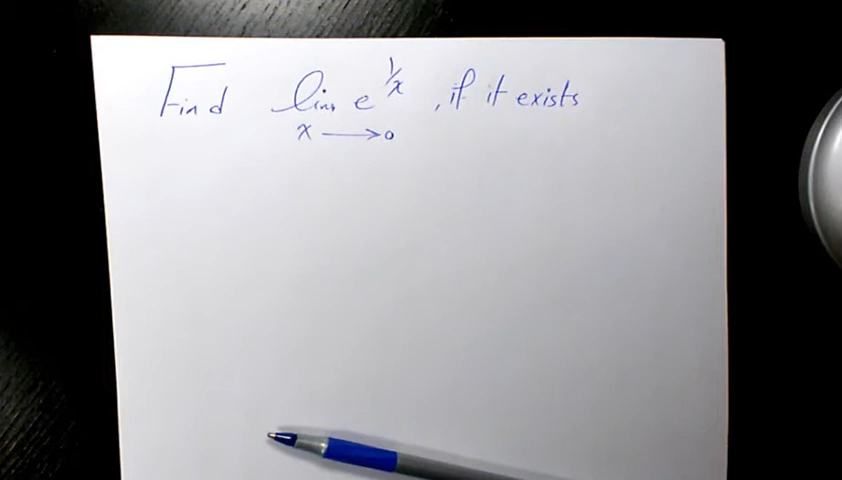 Find lim e^1/x , if it exists
x → 0